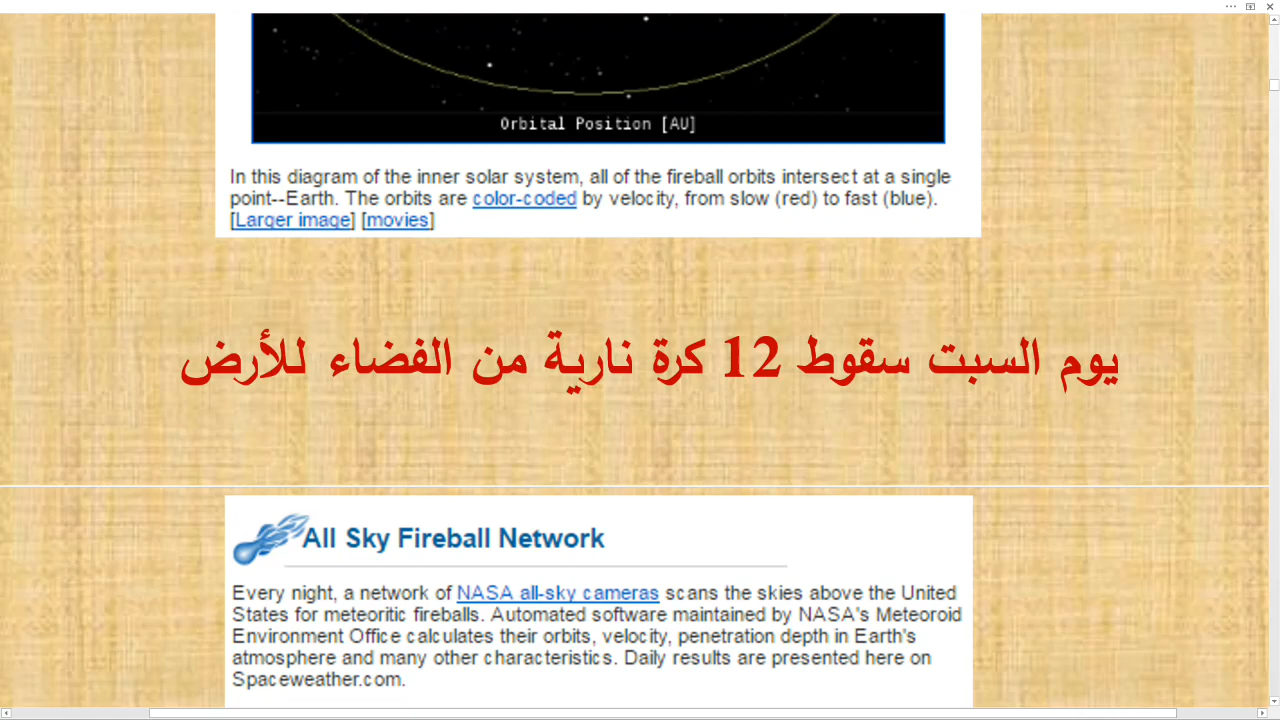 Orbital Position [AU]
In this diagram of the inner solar system, all of the fireball orbits intersect at a single
point--Earth. The orbits are color-coded by velocity, from slow (red) to fast (blue).
[Larger image] [movies]
يوم السبت سقوط 12 كرة نارية من الفضاء للأرض
All Sky Fireball Network
Every night, a network of NASA all-sky cameras scans the skies above the United
States for meteoritic fireballs. Automated software maintained by NASA's Meteoroid
Environment Office calculates their orbits, velocity, penetration depth in Earth's
atmosphere and many other characteristics. Daily results are presented here on
Spaceweather.com.